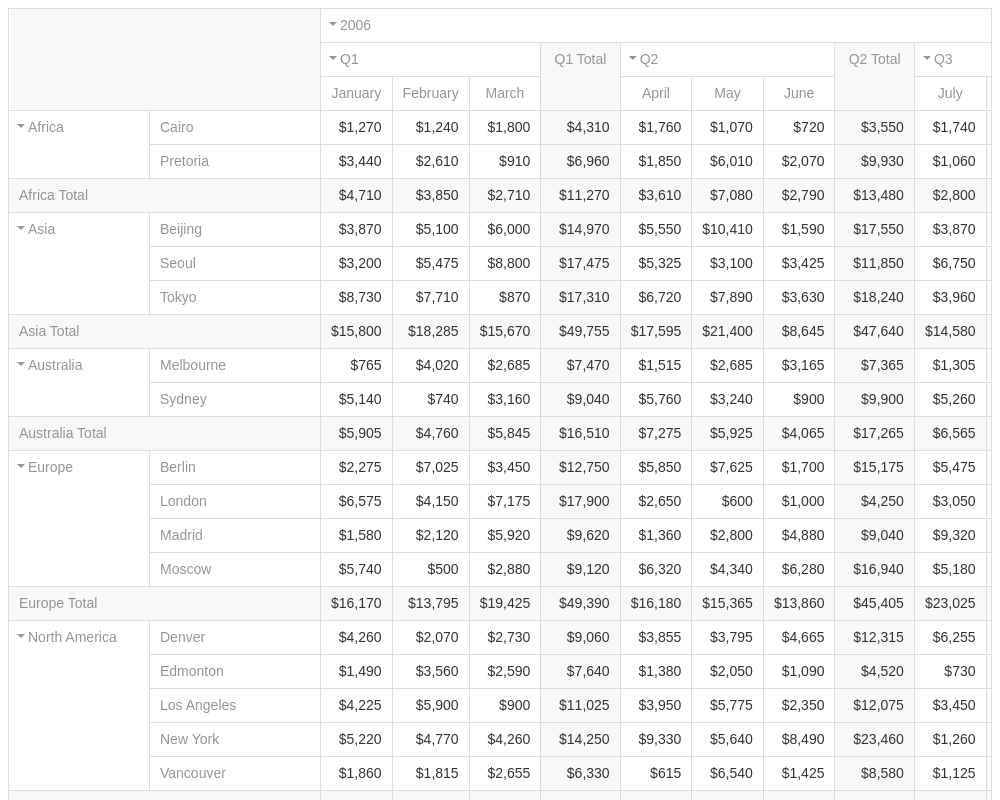 2006
Q1 Q1 Total Q2 Q2 Total Q3
January February March April May June July
Africa Cairo $1,270 $1,240 $1,800 $4,310 $1,760 $1,070 $720 $3,550 $1,740
Pretoria $3,440 $2,610 $910 $6,960 $1,850 $6,010 $2,070 $9,930 $1,060
Africa Total $4,710 $3,850 $2,710 $11,270 $3,610 $7,080 $2,790 $13,480 $2,800
Asia Beijing $3,870 $5,100 $6,000 $14,970 $5,550 $10,410 $1,590 $17,550 $3,870
Seoul $3,200 $5,475 $8,800 $17,475 $5,325 $3,100 $3,425 $11,850 $6,750
Tokyo $8,730 $7,710 $870 $17,310 $6,720 $7,890 $3,630 $18,240 $3,960
Asia Total $15,800 $18,285 $15,670 $49,755 $17,595 $21,400 $8,645 $47,640 $14,580
Australia Melbourne $765 $4,020 $2,685 $7,470 $1,515 $2,685 $3,165 $7,365 $1,305
Sydney $5,140 $740 $3,160 $9,040 $5,760 $3,240 $900 $9,900 $5,260
Australia Total $5,905 $4,760 $5,845 $16,510 $7,275 $5,925 $4,065 $17,265 $6,565
Europe Berlin $2,275 $7,025 $3,450 $12,750 $5,850 $7,625 $1,700 $15,175 $5,475
London $6,575 $4,150 $7,175 $17,900 $2,650 $600 $1,000 $4,250 $3,050
Madrid $1,580 $2,120 $5,920 $9,620 $1,360 $2,800 $4,880 $9,040 $9,320
Moscow $5,740 $500 $2,880 $9,120 $6,320 $4,340 $6,280 $16,940 $5,180
Europe Total $16,170 $13,795 $19,425 $49,390 $16,180 $15,365 $13,860 $45,405 $23,025
North America Denver $4,260 $2,070 $2,730 $9,060 $3,855 $3,795 $4,665 $12,315 $6,255
Edmonton $1,490 $3,560 $2,590 $7,640 $1,380 $2,050 $1,090 $4,520 $730
Los Angeles $4,225 $5,900 $900 $11,025 $3,950 $5,775 $2,350 $12,075 $3,450
New York $5,220 $4,770 $4,260 $14,250 $9,330 $5,640 $8,490 $23,460 $1,260
Vancouver $1,860 $1,815 $2,655 $6,330 $615 $6,540 $1,425 $8,580 $1,125